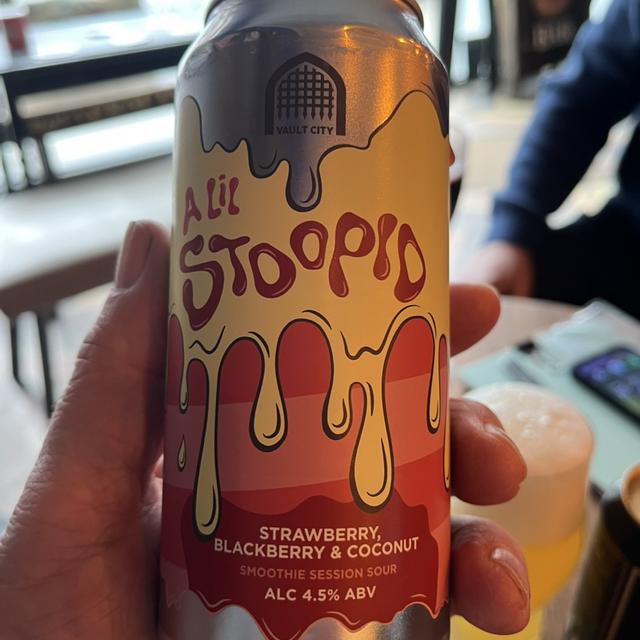 VAULT CITY
A LiL
STOOPID
STRAWBERRY,
BLACKBERRY & COCONUT
SMOOTHIE SESSION SOUR
ALC 4.5% ABV